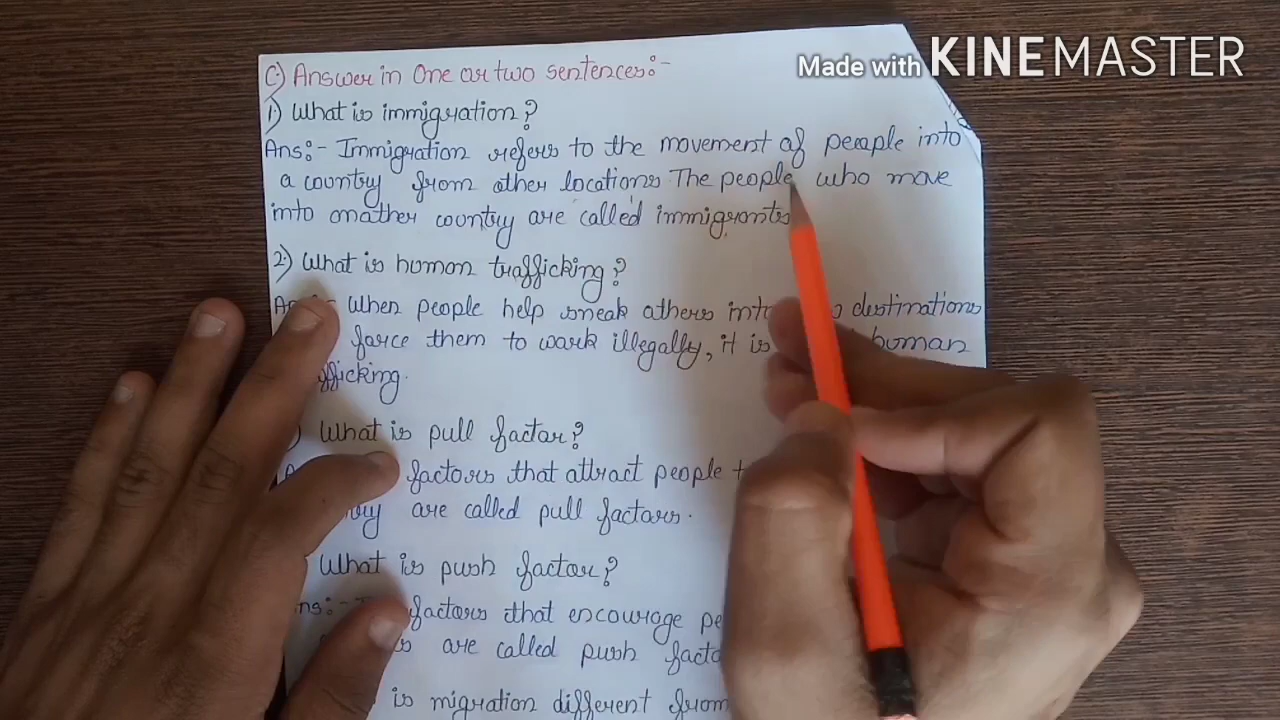 Made with KINEMASTER
C) Answer in One or two sentences:-
1) What is immigration?
Ans:- Immigration refers to the movement of people into
a country from other locations The people who move
into another country are called immigrants
2) What is human trafficking?
When people help sneak others destinations
force them to work illegally, it is human
What is pull factor?
factors that attract people
are called pull factors.
What is push factor?
factors that encourage
are called push
is migration different from